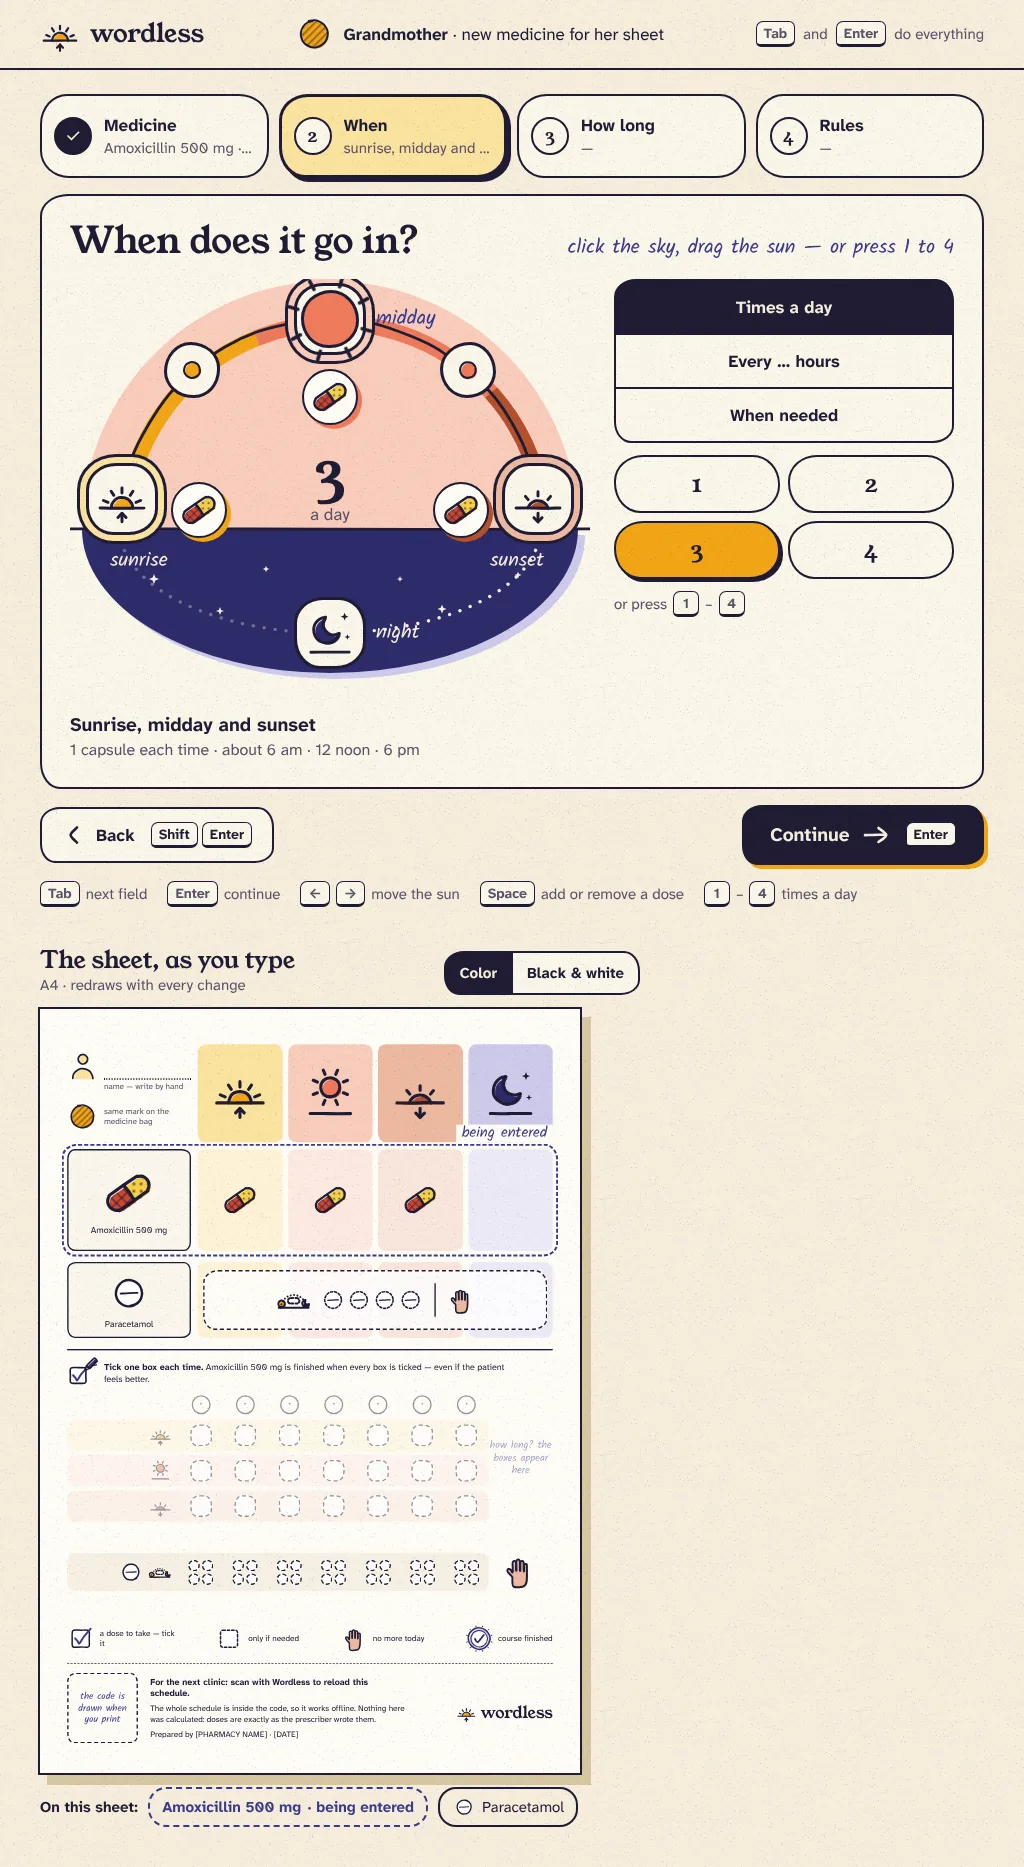 wordless
Grandmother · new medicine for her sheet
Tab and Enter do everything
Medicine
Amoxicillin 500 mg ·...
2
When
sunrise, midday and ...
3
How long
—
4
Rules
—
When does it go in?
click the sky, drag the sun — or press 1 to 4
midday
3
a day
sunrise
sunset
night
Times a day
Every ... hours
When needed
1
2
3
4
or press 1 – 4
Sunrise, midday and sunset
1 capsule each time · about 6 am · 12 noon · 6 pm
Back Shift Enter
Continue Enter
Tab next field Enter continue ← → move the sun Space add or remove a dose 1 – 4 times a day
The sheet, as you type
A4 · redraws with every change
Color
Black & white
name — write by hand
same mark on the
medicine bag
being entered
Amoxicillin 500 mg
Paracetamol
Tick one box each time. Amoxicillin 500 mg is finished when every box is ticked — even if the patient
feels better.
how long? the
boxes appear
here
a dose to take — tick
it
only if needed
no more today
course finished
the code is
drawn when
you print
For the next clinic: scan with Wordless to reload this
schedule.
The whole schedule is inside the code, so it works offline. Nothing here
was calculated: doses are exactly as the prescriber wrote them.
Prepared by [PHARMACY NAME] · [DATE]
wordless
On this sheet:
Amoxicillin 500 mg · being entered
Paracetamol